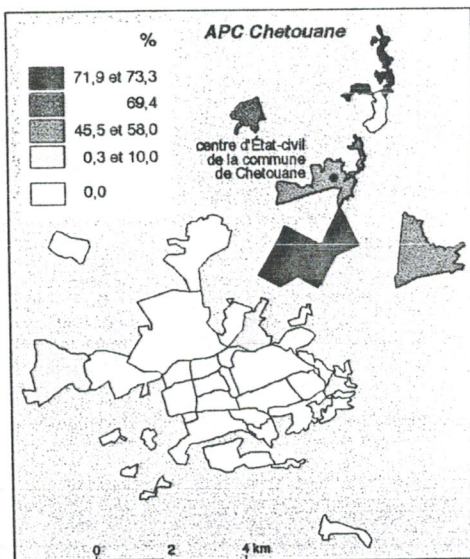 APC Chetouane
%
71,9 et 73,3
69,4
45,5 et 58,0
0,3 et 10,0
0,0
centre d'État-civil
de la commune
de Chetouane
0 2 4 km